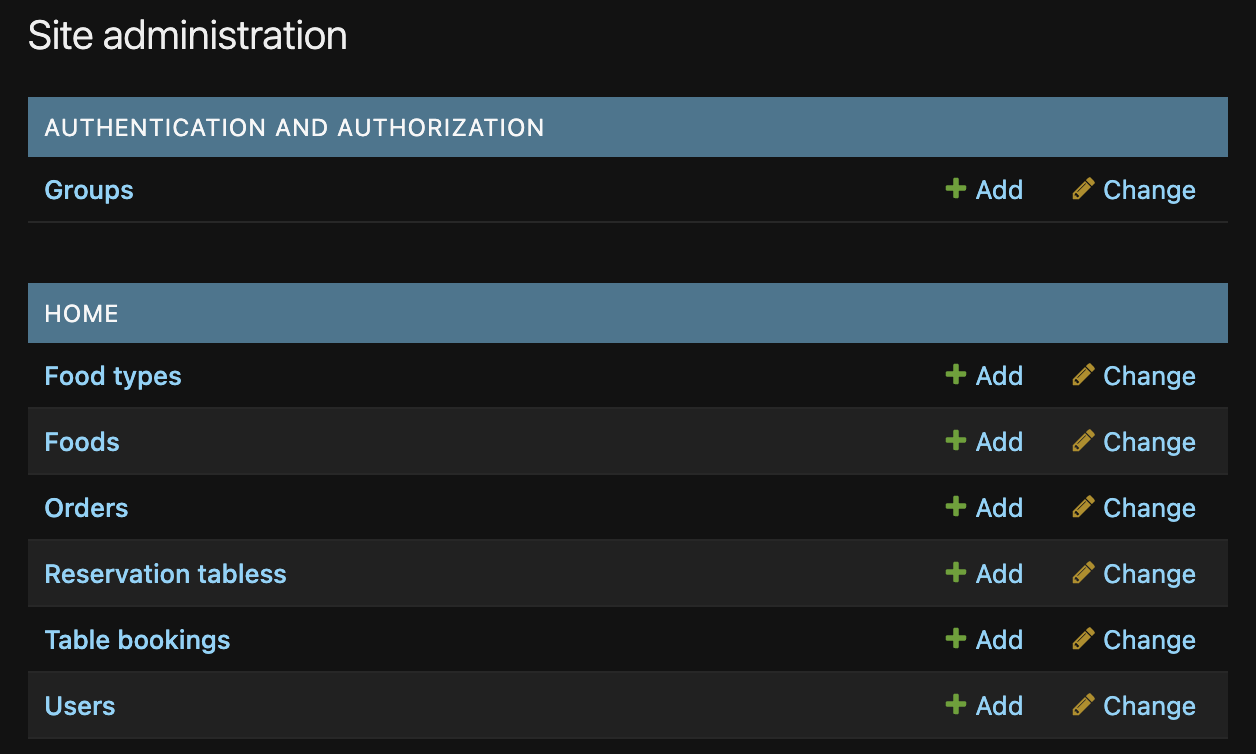 Site administration
AUTHENTICATION AND AUTHORIZATION
Groups Add Change
HOME
Food types Add Change
Foods Add Change
Orders Add Change
Reservation tabless Add Change
Table bookings Add Change
Users Add Change